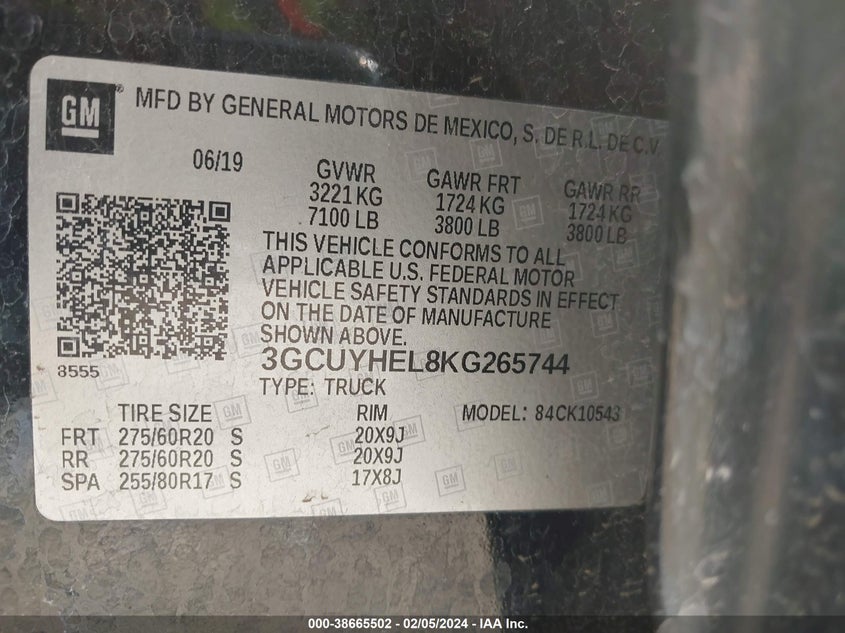 GM
MFD BY GENERAL MOTORS DE MEXICO, S. DE R.L. DE C.V.
06/19
GVWR GAWR FRT GAWR RR
3221 KG 1724 KG 1724 KG
7100 LB 3800 LB 3800 LB
THIS VEHICLE CONFORMS TO ALL
APPLICABLE U.S. FEDERAL MOTOR
VEHICLE SAFETY STANDARDS IN EFFECT
ON THE DATE OF MANUFACTURE
SHOWN ABOVE.
3GCUYHEL8KG265744
8555
TYPE: TRUCK
TIRE SIZE RIM MODEL: 84CK10543
FRT 275/60R20 S 20X9J
RR 275/60R20 S 20X9J
SPA 255/80R17 S 17X8J
000-38665502 - 02/05/2024 - IAA Inc.